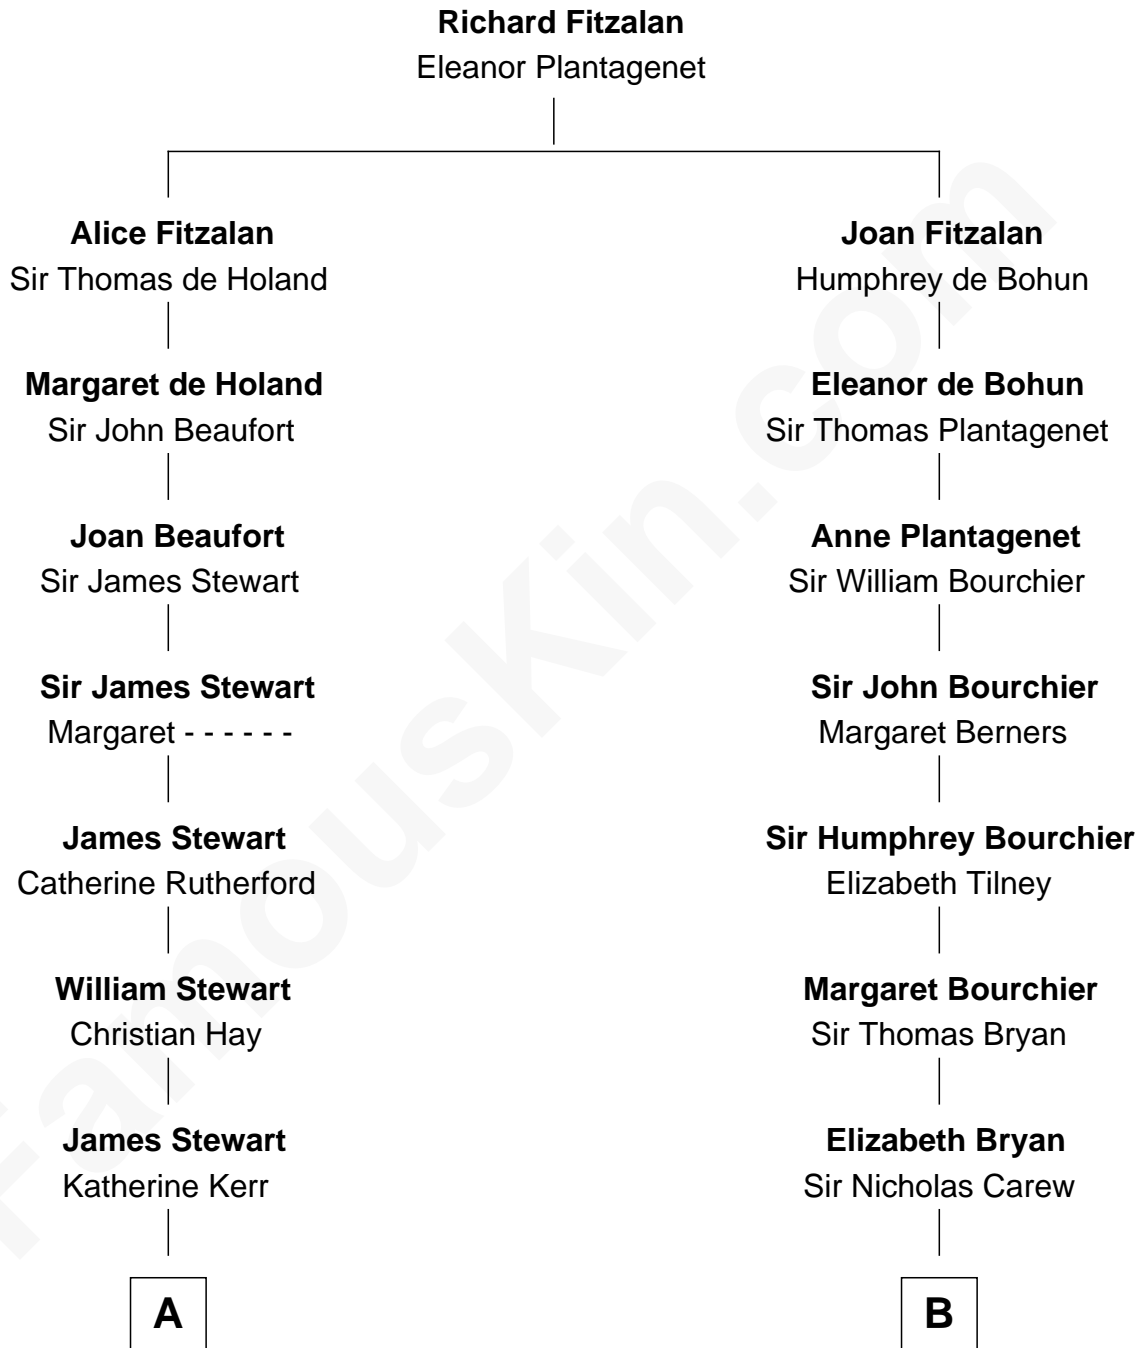 Richard Fitzalan
Eleanor Plantagenet
Alice Fitzalan
Sir Thomas de Holand
Joan Fitzalan
Humphrey de Bohun
Margaret de Holand
Sir John Beaufort
Eleanor de Bohun
Sir Thomas Plantagenet
Joan Beaufort
Sir James Stewart
Anne Plantagenet
Sir William Bourchier
Sir James Stewart
Margaret - - - - - -
Sir John Bourchier
Margaret Berners
James Stewart
Catherine Rutherford
Sir Humphrey Bourchier
Elizabeth Tilney
William Stewart
Christian Hay
Margaret Bourchier
Sir Thomas Bryan
James Stewart
Katherine Kerr
Elizabeth Bryan
Sir Nicholas Carew
A
B
FamousKin.com